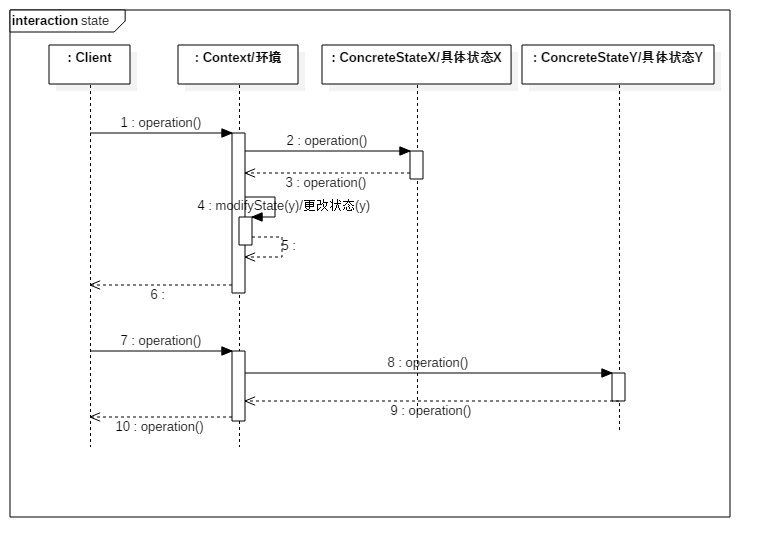 interaction state
: Client
: Context/环境
: ConcreteStateX/具体状态X
: ConcreteStateY/具体状态Y
1 : operation()
2 : operation()
3 : operation()
4 : modifyState(y)/更改状态(y)
5 :
6 :
7 : operation()
8 : operation()
9 : operation()
10 : operation()